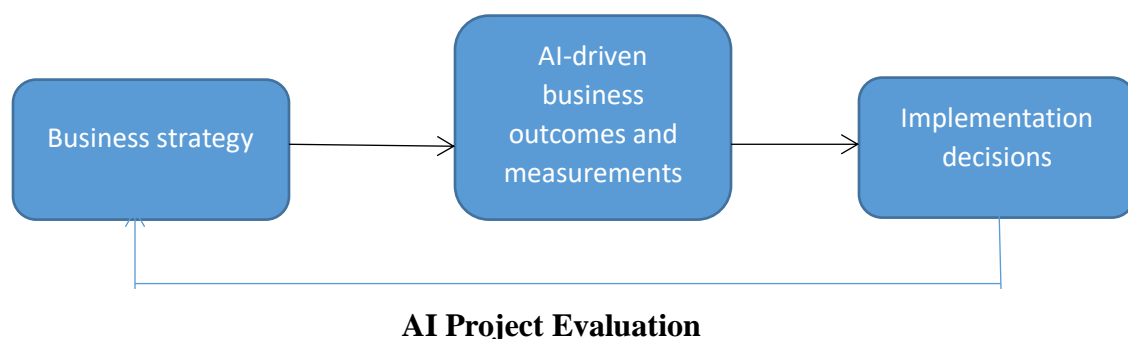 Business strategy
AI-driven
business
outcomes and
measurements
Implementation
decisions
AI Project Evaluation